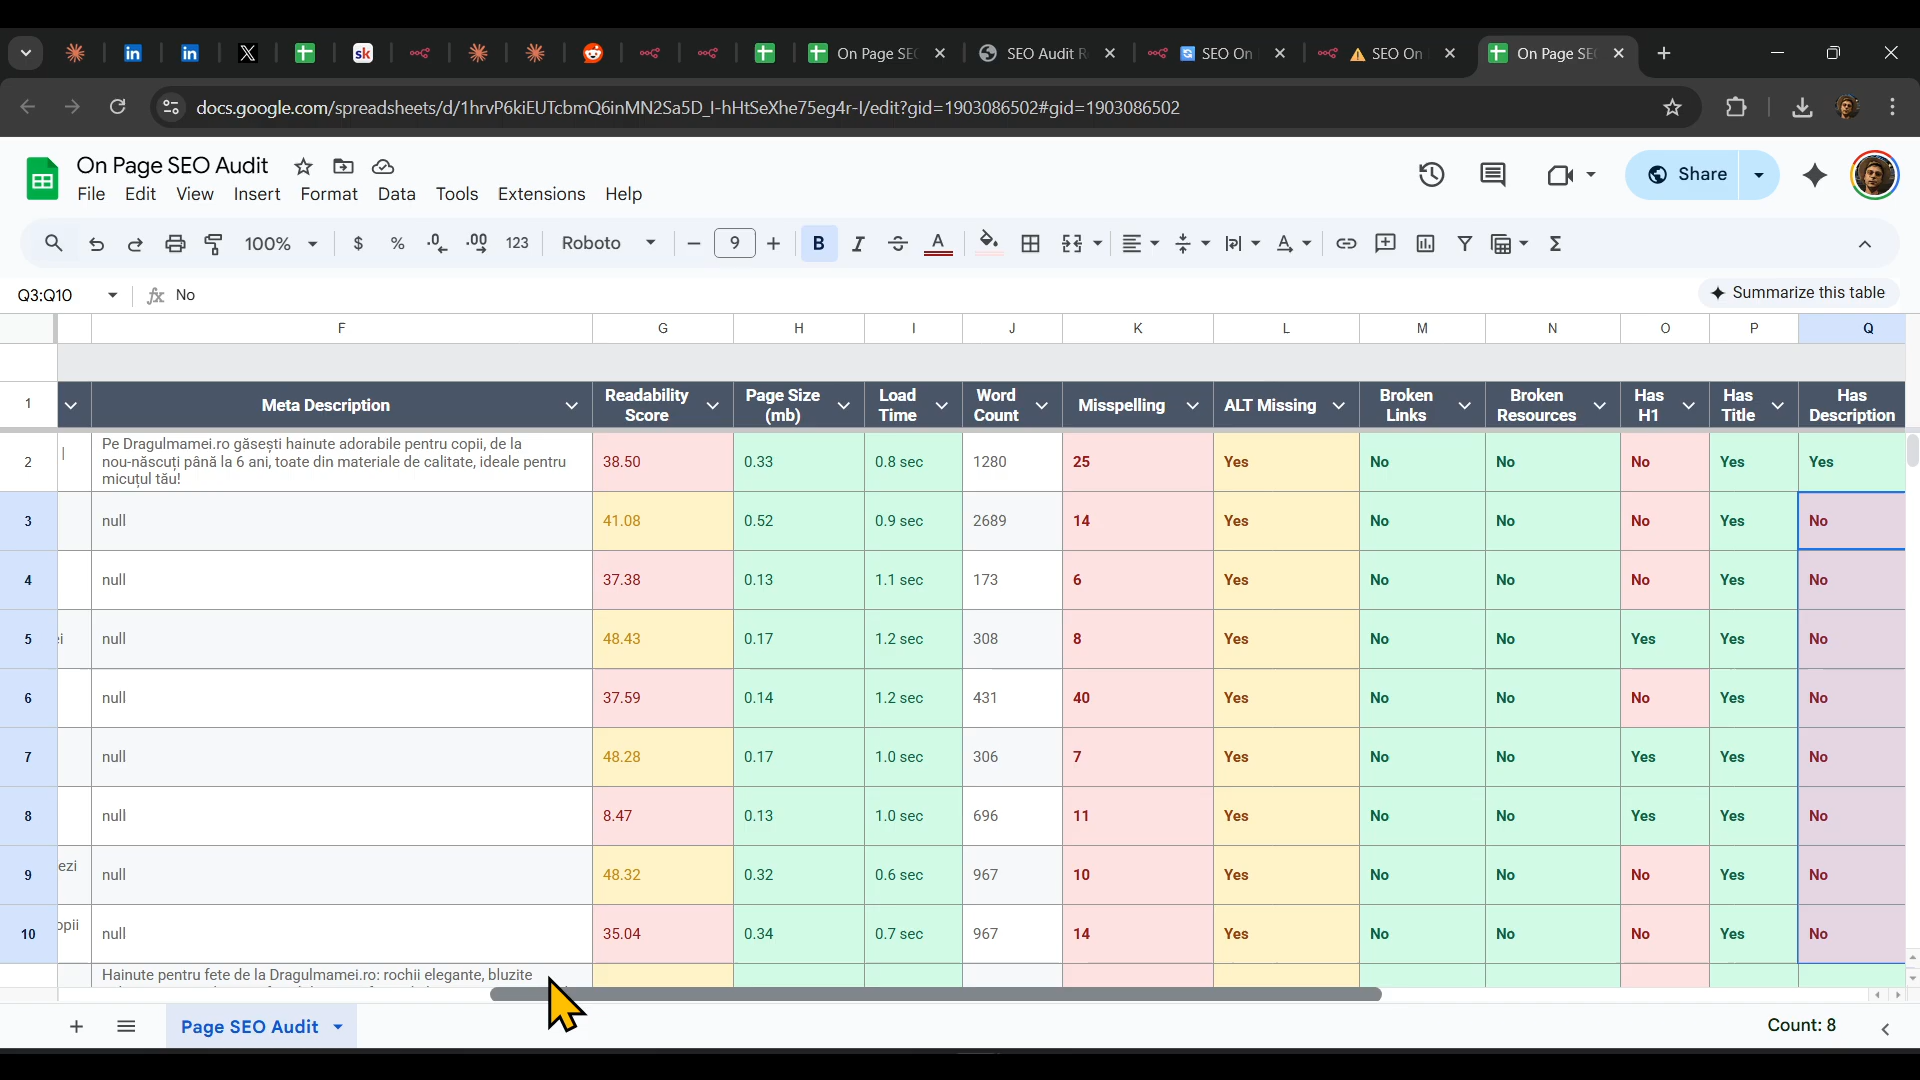 On Page SEO
SEO Audit R
SEO On
SEO On
On Page SEO
docs.google.com/spreadsheets/d/1hrvP6kiEUTcbmQ6inMN2Sa5D_I-hHtSeXhe75eg4r-I/edit?gid=1903086502#gid=1903086502
On Page SEO Audit
File Edit View Insert Format Data Tools Extensions Help
Share
100% $ % .0 .00 123 Roboto 9 B I A
Q3:Q10 fx No Summarize this table
F G H I J K L M N O P Q
1 Meta Description Readability Score Page Size (mb) Load Time Word Count Misspelling ALT Missing Broken Links Broken Resources Has H1 Has Title Has Description
Pe Dragulmamei.ro găsești hainute adorabile pentru copii, de la
2 | nou-născuți până la 6 ani, toate din materiale de calitate, ideale pentru 38.50 0.33 0.8 sec 1280 25 Yes No No No Yes Yes
micuțul tău!
3 null 41.08 0.52 0.9 sec 2689 14 Yes No No No Yes No
4 null 37.38 0.13 1.1 sec 173 6 Yes No No No Yes No
5 ei null 48.43 0.17 1.2 sec 308 8 Yes No No Yes Yes No
6 null 37.59 0.14 1.2 sec 431 40 Yes No No No Yes No
7 null 48.28 0.17 1.0 sec 306 7 Yes No No Yes Yes No
8 null 8.47 0.13 1.0 sec 696 11 Yes No No Yes Yes No
9 ezi null 48.32 0.32 0.6 sec 967 10 Yes No No No Yes No
10 opii null 35.04 0.34 0.7 sec 967 14 Yes No No No Yes No
Hainute pentru fete de la Dragulmamei.ro: rochii elegante, bluzite
Page SEO Audit
Count: 8